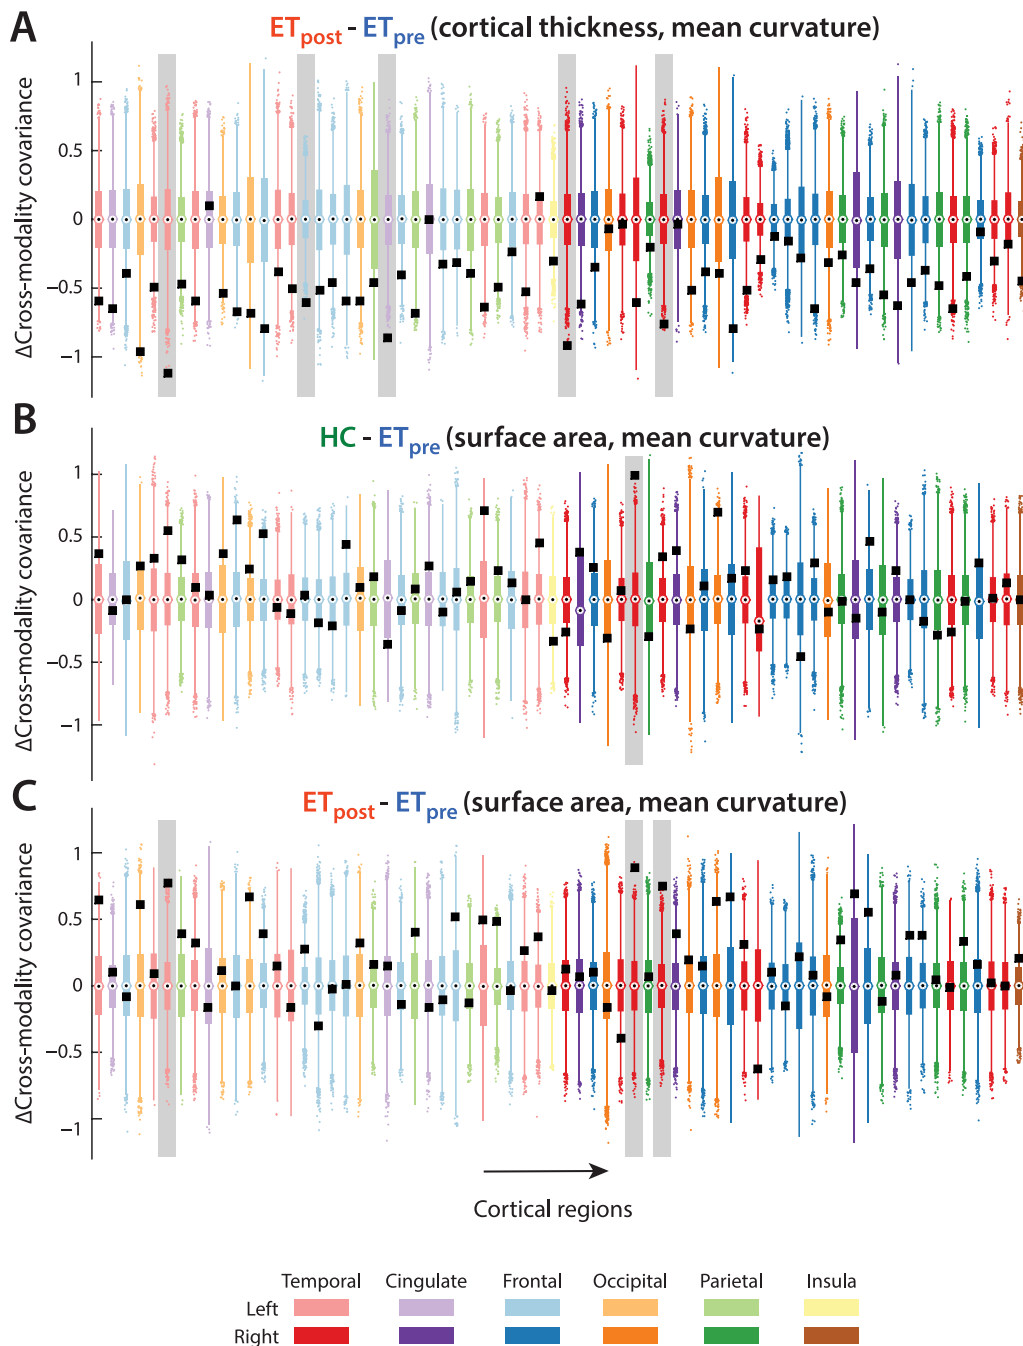 A
ETpost - ETpre (cortical thickness, mean curvature)
ΔCross-modality covariance
1
0.5
0
−0.5
−1
B
HC - ETpre (surface area, mean curvature)
ΔCross-modality covariance
1
0.5
0
−0.5
−1
C
ETpost - ETpre (surface area, mean curvature)
ΔCross-modality covariance
1
0.5
0
−0.5
−1
Cortical regions
Temporal Cingulate Frontal Occipital Parietal Insula
Left
Right